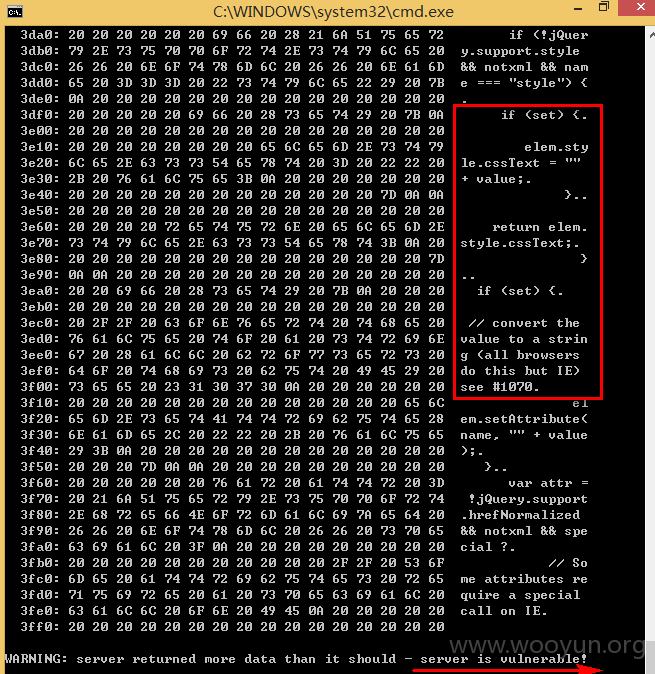 C:\WINDOWS\system32\cmd.exe
3da0: 20 20 20 20 20 20 69 66 20 28 21 6A 51 75 65 72        if (!jQuer
3db0: 79 2E 73 75 70 70 6F 72 74 2E 73 74 79 6C 65 20  y.support.style
3dc0: 26 26 20 6E 6F 74 78 6D 6C 20 26 26 20 6E 61 6D  && notxml && nam
3dd0: 65 20 3D 3D 3D 20 22 73 74 79 6C 65 22 29 20 7B  e === "style") {
3de0: 0A 20 20 20 20 20 20 20 20 20 20 20 20 20 20 20  .
3df0: 20 20 20 20 20 69 66 20 28 73 65 74 29 20 7B 0A       if (set) {.
3e00: 20 20 20 20 20 20 20 20 20 20 20 20 20 20 20 20
3e10: 20 20 20 20 20 20 20 20 65 6C 65 6D 2E 73 74 79          elem.sty
3e20: 6C 65 2E 63 73 73 54 65 78 74 20 3D 20 22 22 20  le.cssText = ""
3e30: 2B 20 76 61 6C 75 65 3B 0A 20 20 20 20 20 20 20  + value;.
3e40: 20 20 20 20 20 20 20 20 20 20 20 20 20 7D 0A 0A               }..
3e50: 20 20 20 20 20 20 20 20 20 20 20 20 20 20 20 20
3e60: 20 20 20 20 72 65 74 75 72 6E 20 65 6C 65 6D 2E      return elem.
3e70: 73 74 79 6C 65 2E 63 73 73 54 65 78 74 3B 0A 20  style.cssText;.
3e80: 20 20 20 20 20 20 20 20 20 20 20 20 20 20 20 7D                 }
3e90: 0A 0A 20 20 20 20 20 20 20 20 20 20 20 20 20 20  ..
3ea0: 20 20 69 66 20 28 73 65 74 29 20 7B 0A 20 20 20    if (set) {.
3eb0: 20 20 20 20 20 20 20 20 20 20 20 20 20 20 20 20
3ec0: 20 2F 2F 20 63 6F 6E 76 65 72 74 20 74 68 65 20   // convert the
3ed0: 76 61 6C 75 65 20 74 6F 20 61 20 73 74 72 69 6E  value to a strin
3ee0: 67 20 28 61 6C 6C 20 62 72 6F 77 73 65 72 73 20  g (all browsers
3ef0: 64 6F 20 74 68 69 73 20 62 75 74 20 49 45 29 20  do this but IE)
3f00: 73 65 65 20 23 31 30 37 30 0A 20 20 20 20 20 20  see #1070.
3f10: 20 20 20 20 20 20 20 20 20 20 20 20 20 20 65 6C                el
3f20: 65 6D 2E 73 65 74 41 74 74 72 69 62 75 74 65 28  em.setAttribute(
3f30: 6E 61 6D 65 2C 20 22 22 20 2B 20 76 61 6C 75 65  name, "" + value
3f40: 29 3B 0A 20 20 20 20 20 20 20 20 20 20 20 20 20  );.
3f50: 20 20 20 7D 0A 0A 20 20 20 20 20 20 20 20 20 20     }..
3f60: 20 20 20 20 20 20 76 61 72 20 61 74 74 72 20 3D        var attr =
3f70: 20 21 6A 51 75 65 72 79 2E 73 75 70 70 6F 72 74   !jQuery.support
3f80: 2E 68 72 65 66 4E 6F 72 6D 61 6C 69 7A 65 64 20  .hrefNormalized
3f90: 26 26 20 6E 6F 74 78 6D 6C 20 26 26 20 73 70 65  && notxml && spe
3fa0: 63 69 61 6C 20 3F 0A 20 20 20 20 20 20 20 20 20  cial ?.
3fb0: 20 20 20 20 20 20 20 20 20 20 20 2F 2F 20 53 6F             // So
3fc0: 6D 65 20 61 74 74 72 69 62 75 74 65 73 20 72 65  me attributes re
3fd0: 71 75 69 72 65 20 61 20 73 70 65 63 69 61 6C 20  quire a special
3fe0: 63 61 6C 6C 20 6F 6E 20 49 45 0A 20 20 20 20 20  call on IE.
3ff0: 20 20 20 20 20 20 20 20 20 20 20 20 20 20 20 20
www.wooyun.org
WARNING: server returned more data than it should - server is vulnerable!